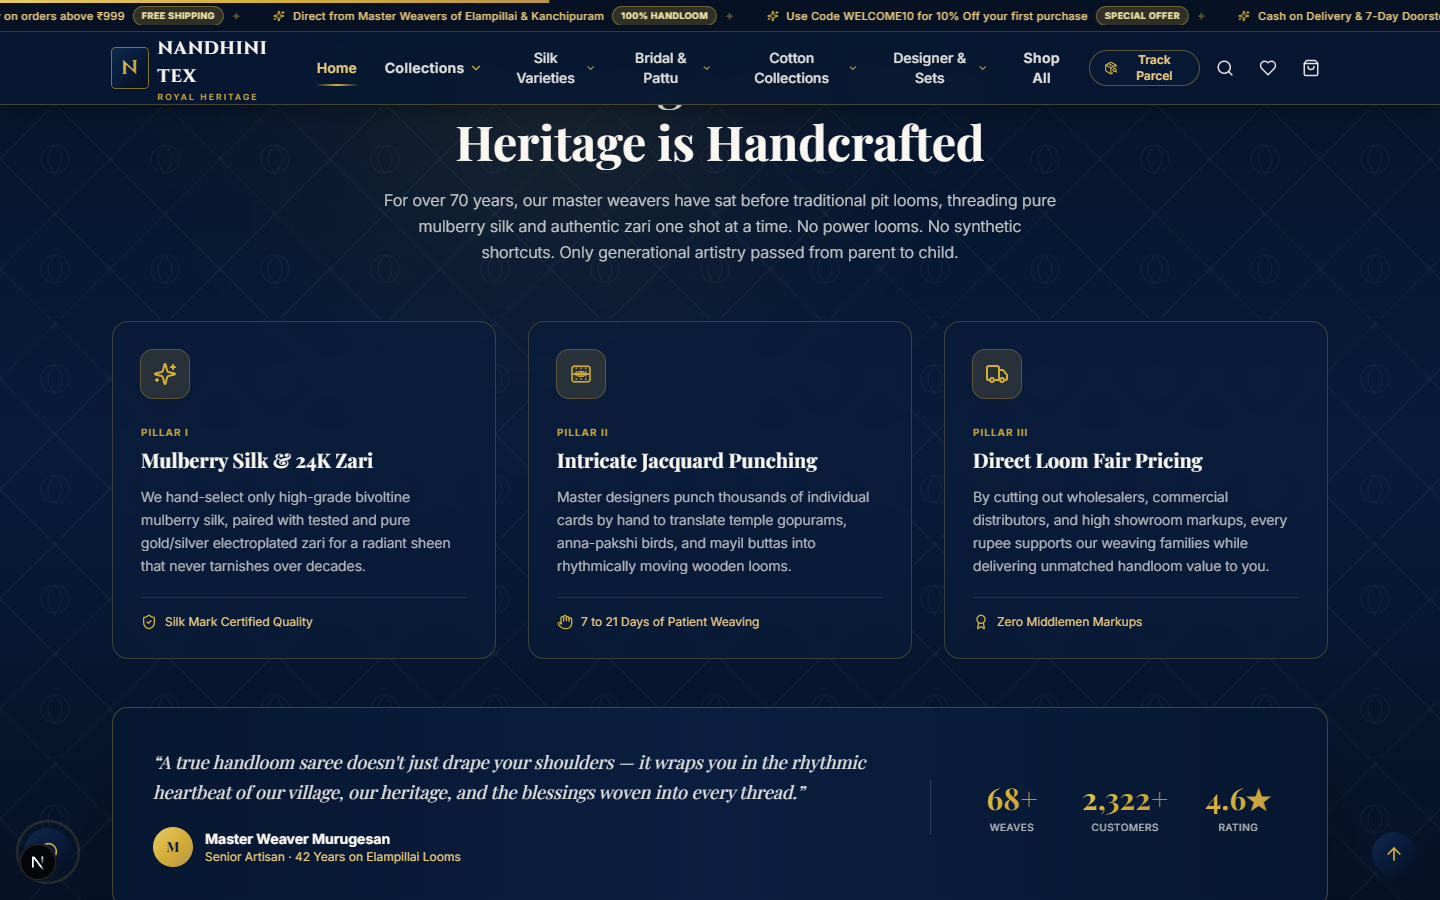 on orders above ₹999 FREE SHIPPING Direct from Master Weavers of Elampillai & Kanchipuram 100% HANDLOOM Use Code WELCOME10 for 10% Off your first purchase SPECIAL OFFER Cash on Delivery & 7-Day
N
NANDHINI
TEX
ROYAL HERITAGE
Home
Collections
Silk
Varieties
Bridal &
Pattu
Cotton
Collections
Designer &
Sets
Shop
All
Track
Parcel
Heritage is Handcrafted
For over 70 years, our master weavers have sat before traditional pit looms, threading pure
mulberry silk and authentic zari one shot at a time. No power looms. No synthetic
shortcuts. Only generational artistry passed from parent to child.
PILLAR I
Mulberry Silk & 24K Zari
We hand-select only high-grade bivoltine
mulberry silk, paired with tested and pure
gold/silver electroplated zari for a radiant sheen
that never tarnishes over decades.
Silk Mark Certified Quality
PILLAR II
Intricate Jacquard Punching
Master designers punch thousands of individual
cards by hand to translate temple gopurams,
anna-pakshi birds, and mayil buttas into
rhythmically moving wooden looms.
7 to 21 Days of Patient Weaving
PILLAR III
Direct Loom Fair Pricing
By cutting out wholesalers, commercial
distributors, and high showroom markups, every
rupee supports our weaving families while
delivering unmatched handloom value to you.
Zero Middlemen Markups
“A true handloom saree doesn't just drape your shoulders — it wraps you in the rhythmic
heartbeat of our village, our heritage, and the blessings woven into every thread.”
M
Master Weaver Murugesan
Senior Artisan · 42 Years on Elampillai Looms
68+
WEAVES
2,322+
CUSTOMERS
4.6★
RATING
N